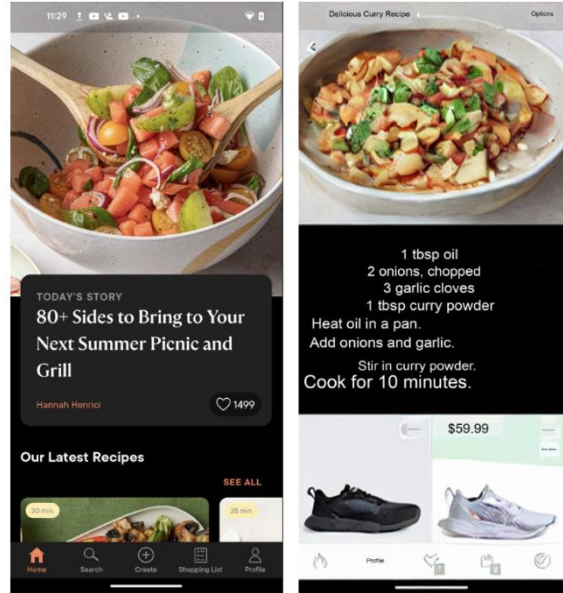 11:29
TODAY'S STORY
80+ Sides to Bring to Your
Next Summer Picnic and
Grill
Hannah Henrici
1499
Our Latest Recipes
SEE ALL
30 min.
35 min.
Home
Search
Create
Shopping List
Profile
Delicious Curry Recipe
Options
1 tbsp oil
2 onions, chopped
3 garlic cloves
1 tbsp curry powder
Heat oil in a pan.
Add onions and garlic.
Stir in curry powder.
Cook for 10 minutes.
$59.99
Profile